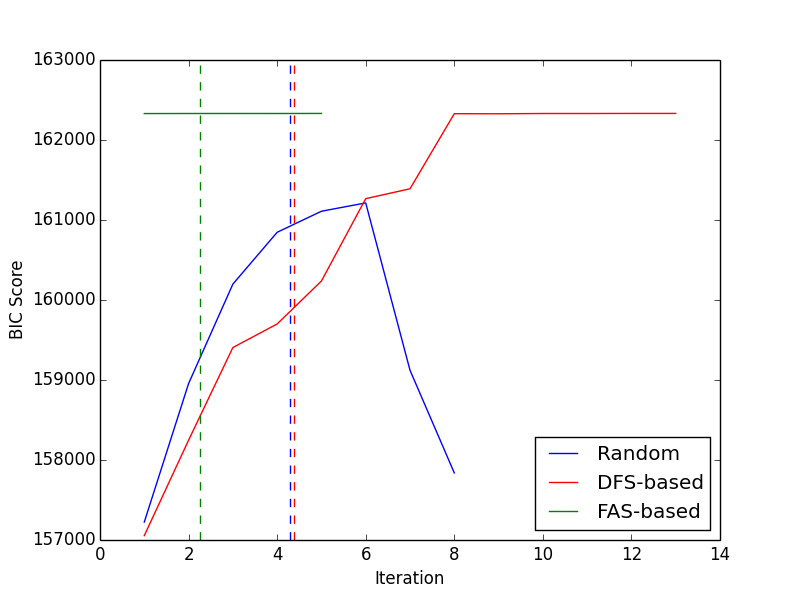 163000
162000
161000
160000
159000
158000
157000
BIC Score
Random
DFS-based
FAS-based
0 2 4 6 8 10 12 14
Iteration